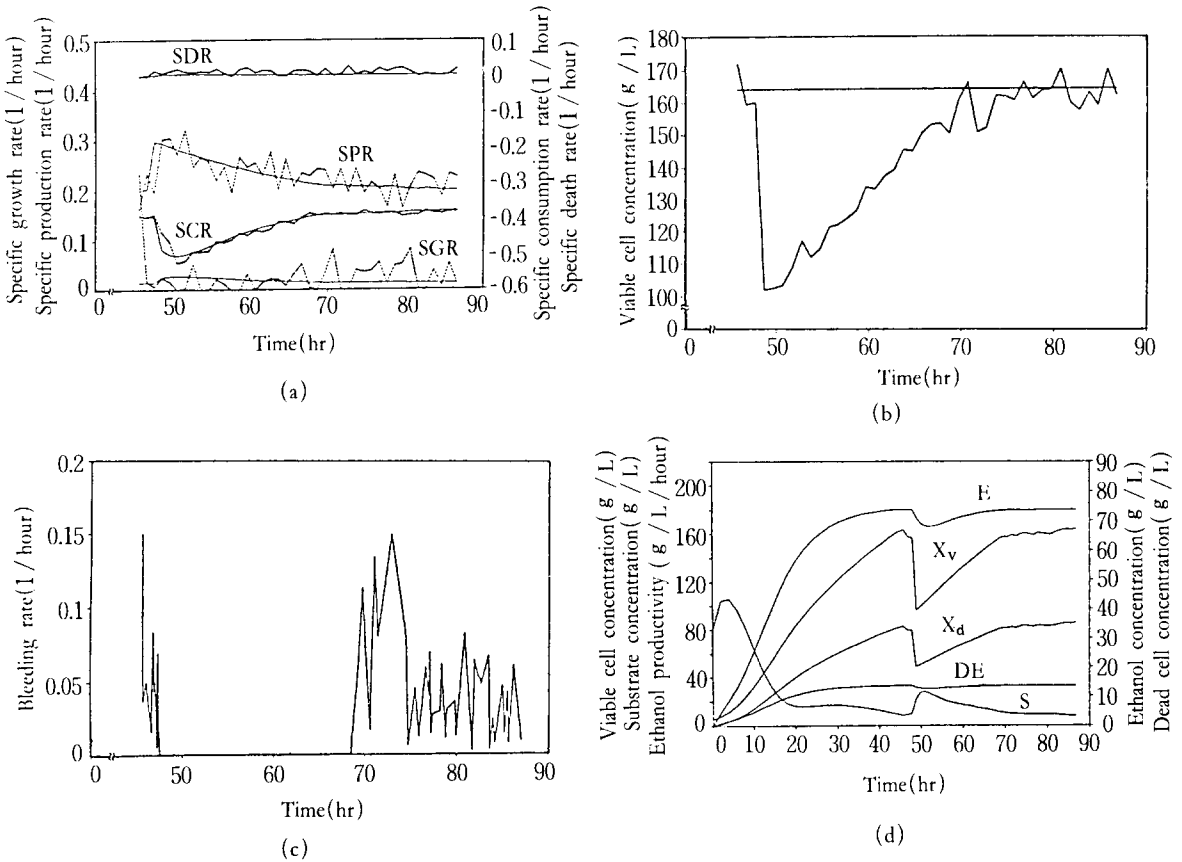 Specific growth rate(1/hour)
Specific production rate(1/hour)
0.5
0.4
0.3
0.2
0.1
0
SDR
SPR
SCR
SGR
0.1
0
-0.1
-0.2
-0.3
-0.4
-0.5
-0.6
Specific consumption rate(1/hour)
Specific death rate(1/hour)
0 50 60 70 80 90
Time(hr)
(a)
Viable cell concentration(g/L)
180
170
160
150
140
130
120
110
100
0
0 50 60 70 80 90
Time(hr)
(b)
Bleeding rate(1/hour)
0.2
0.15
0.1
0.05
0
0 50 60 70 80 90
Time(hr)
(c)
Viable cell concentration(g/L)
Substrate concentration(g/L)
Ethanol productivity(g/L/hour)
200
160
120
80
40
0
E
Xv
Xd
DE
S
90
80
70
60
50
40
30
20
10
0
Ethanol concentration(g/L)
Dead cell concentration(g/L)
0 10 20 30 40 50 60 70 80 90
Time(hr)
(d)